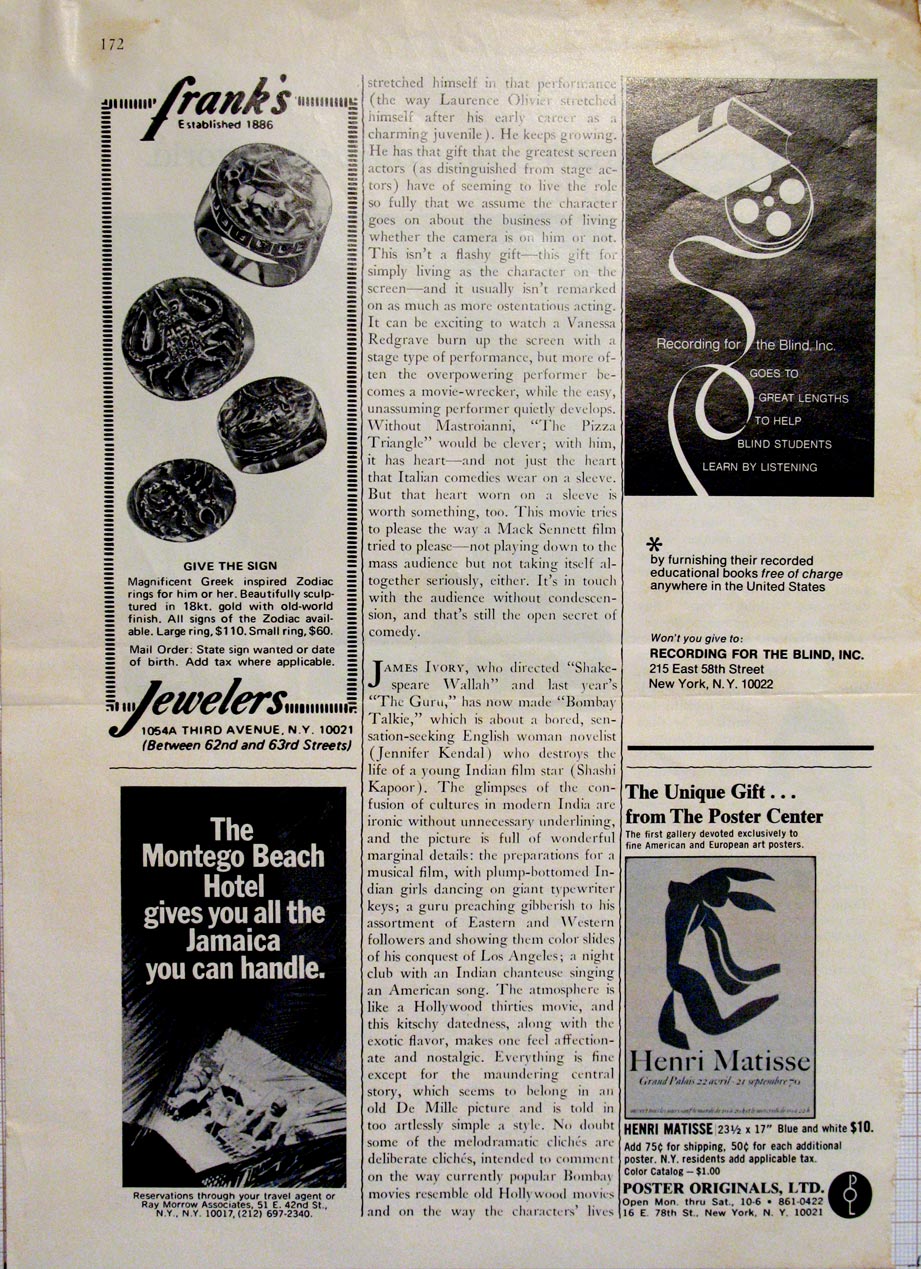 172
frank's
Established 1886
GIVE THE SIGN
Magnificent Greek inspired Zodiac
rings for him or her. Beautifully sculp-
tured in 18kt. gold with old-world
finish. All signs of the Zodiac avail-
able. Large ring, $110. Small ring, $60.
Mail Order: State sign wanted or date
of birth. Add tax where applicable.
Jewelers
1054A THIRD AVENUE, N.Y. 10021
(Between 62nd and 63rd Streets)
The
Montego Beach
Hotel
gives you all the
Jamaica
you can handle.
Reservations through your travel agent or
Ray Morrow Associates, 51 E. 42nd St.,
N.Y., N.Y. 10017, (212) 697-2340.
stretched himself in that performance
(the way Laurence Olivier stretched
himself after his early career as a
charming juvenile). He keeps growing.
He has that gift that the greatest screen
actors (as distinguished from stage ac-
tors) have of seeming to live the role
so fully that we assume the character
goes on about the business of living
whether the camera is on him or not.
This isn't a flashy gift—this gift for
simply living as the character on the
screen—and it usually isn't remarked
on as much as more ostentatious acting.
It can be exciting to watch a Vanessa
Redgrave burn up the screen with a
stage type of performance, but more of-
ten the overpowering performer be-
comes a movie-wrecker, while the easy,
unassuming performer quietly develops.
Without Mastroianni, "The Pizza
Triangle" would be clever; with him,
it has heart—and not just the heart
that Italian comedies wear on a sleeve.
But that heart worn on a sleeve is
worth something, too. This movie tries
to please the way a Mack Sennett film
tried to please—not playing down to the
mass audience but not taking itself al-
together seriously, either. It's in touch
with the audience without condescen-
sion, and that's still the open secret of
comedy.
JAMES IVORY, who directed "Shake-
speare Wallah" and last year's
"The Guru," has now made "Bombay
Talkie," which is about a bored, sen-
sation-seeking English woman novelist
(Jennifer Kendal) who destroys the
life of a young Indian film star (Shashi
Kapoor). The glimpses of the con-
fusion of cultures in modern India are
ironic without unnecessary underlining,
and the picture is full of wonderful
marginal details: the preparations for a
musical film, with plump-bottomed In-
dian girls dancing on giant typewriter
keys; a guru preaching gibberish to his
assortment of Eastern and Western
followers and showing them color slides
of his conquest of Los Angeles; a night
club with an Indian chanteuse singing
an American song. The atmosphere is
like a Hollywood thirties movie, and
this kitschy datedness, along with the
exotic flavor, makes one feel affection-
ate and nostalgic. Everything is fine
except for the maundering central
story, which seems to belong in an
old De Mille picture and is told in
too artlessly simple a style. No doubt
some of the melodramatic clichés are
deliberate clichés, intended to comment
on the way currently popular Bombay
movies resemble old Hollywood movies
and on the way the characters' lives
Recording for the Blind, Inc.
GOES TO
GREAT LENGTHS
TO HELP
BLIND STUDENTS
LEARN BY LISTENING
*
by furnishing their recorded
educational books free of charge
anywhere in the United States
Won't you give to:
RECORDING FOR THE BLIND, INC.
215 East 58th Street
New York, N.Y. 10022
The Unique Gift . . .
from The Poster Center
The first gallery devoted exclusively to
fine American and European art posters.
Henri Matisse
Grand Palais 22 avril - 21 septembre 70
HENRI MATISSE 23½ x 17" Blue and white $10.
Add 75¢ for shipping, 50¢ for each additional
poster. N.Y. residents add applicable tax.
Color Catalog – $1.00
POSTER ORIGINALS, LTD.
Open Mon. thru Sat., 10-6 • 861-0422
16 E. 78th St., New York, N. Y. 10021
POL